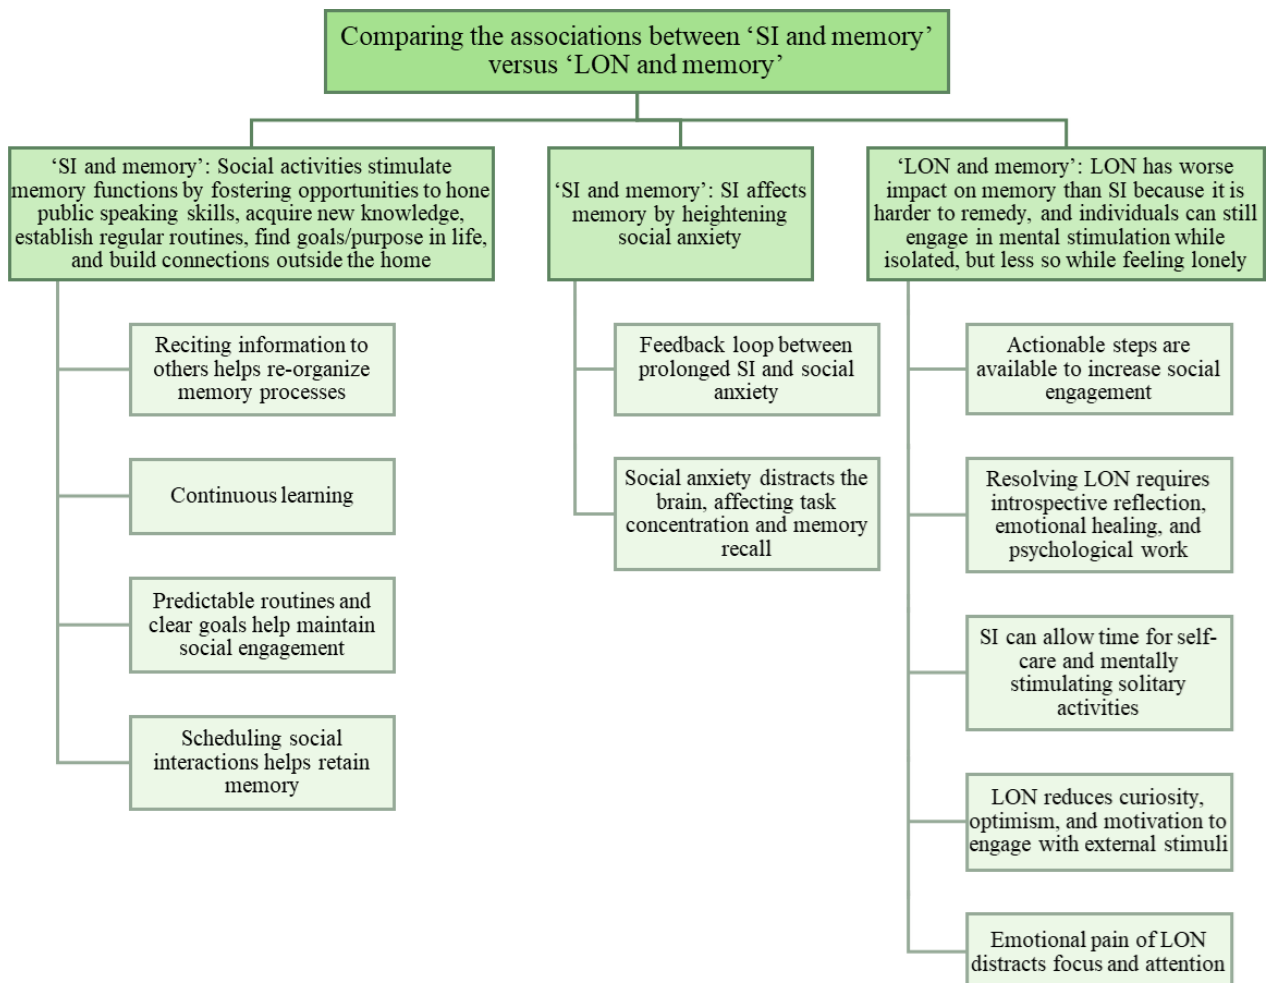 Comparing the associations between ‘SI and memory’
versus ‘LON and memory’
‘SI and memory’: Social activities stimulate
memory functions by fostering opportunities to hone
public speaking skills, acquire new knowledge,
establish regular routines, find goals/purpose in life,
and build connections outside the home
Reciting information to
others helps re-organize
memory processes
Continuous learning
Predictable routines and
clear goals help maintain
social engagement
Scheduling social
interactions helps retain
memory
‘SI and memory’: SI affects
memory by heightening
social anxiety
Feedback loop between
prolonged SI and social
anxiety
Social anxiety distracts the
brain, affecting task
concentration and memory
recall
‘LON and memory’: LON has worse
impact on memory than SI because it is
harder to remedy, and individuals can still
engage in mental stimulation while
isolated, but less so while feeling lonely
Actionable steps are
available to increase social
engagement
Resolving LON requires
introspective reflection,
emotional healing, and
psychological work
SI can allow time for self-
care and mentally
stimulating solitary
activities
LON reduces curiosity,
optimism, and motivation to
engage with external stimuli
Emotional pain of LON
distracts focus and attention